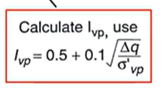 Calculate Ivp, use
Ivp = 0.5 + 0.1√(Δq/σ'vp)